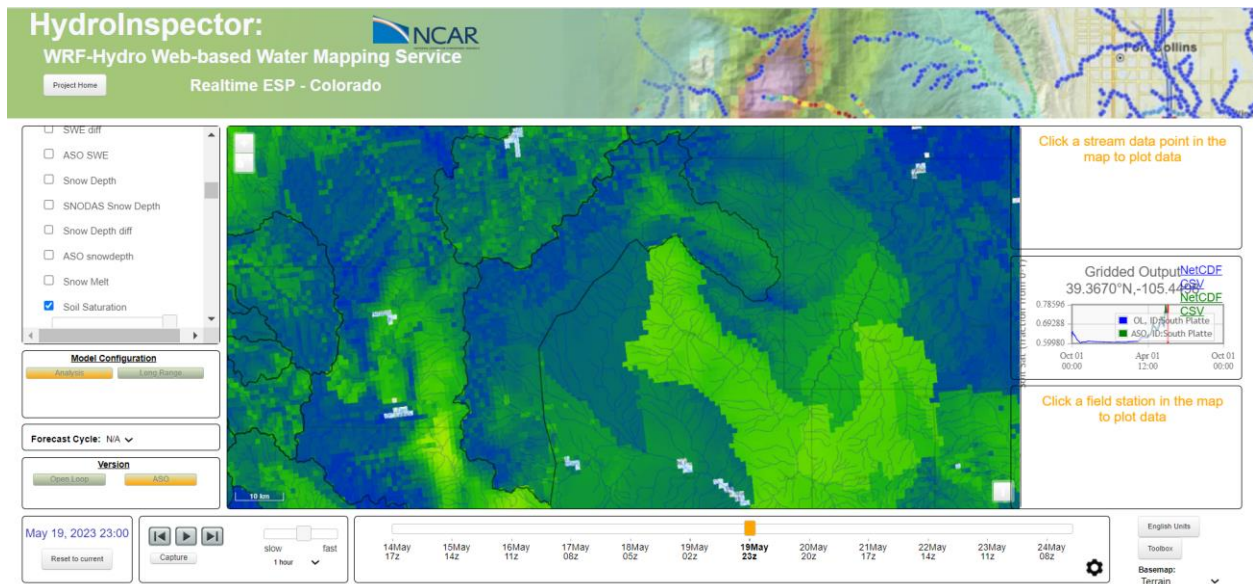 HydroInspector:
NCAR
WRF-Hydro Web-based Water Mapping Service
Project Home
Realtime ESP - Colorado
SWE diff
ASO SWE
Snow Depth
SNODAS Snow Depth
Snow Depth diff
ASO snowdepth
Snow Melt
Soil Saturation
Model Configuration
Analysis
Long Range
Forecast Cycle: N/A
Version
Open Loop
ASO
10 km
Click a stream data point in the
map to plot data
Gridded Output
39.3670°N,-105.44
NetCDF
CSV
NetCDF
CSV
0.78596
0.69288
0.59980
OL, ID:South Platte
ASO, ID:South Platte
Oct 01
00:00
Apr 01
12:00
Oct 01
00:00
Click a field station in the map
to plot data
May 19, 2023 23:00
Reset to current
Capture
slow
fast
1 hour
14May
17z
15May
14z
16May
11z
17May
08z
18May
05z
19May
02z
19May
23z
20May
20z
21May
17z
22May
14z
23May
11z
24May
08z
English Units
Toolbox
Basemap:
Terrain